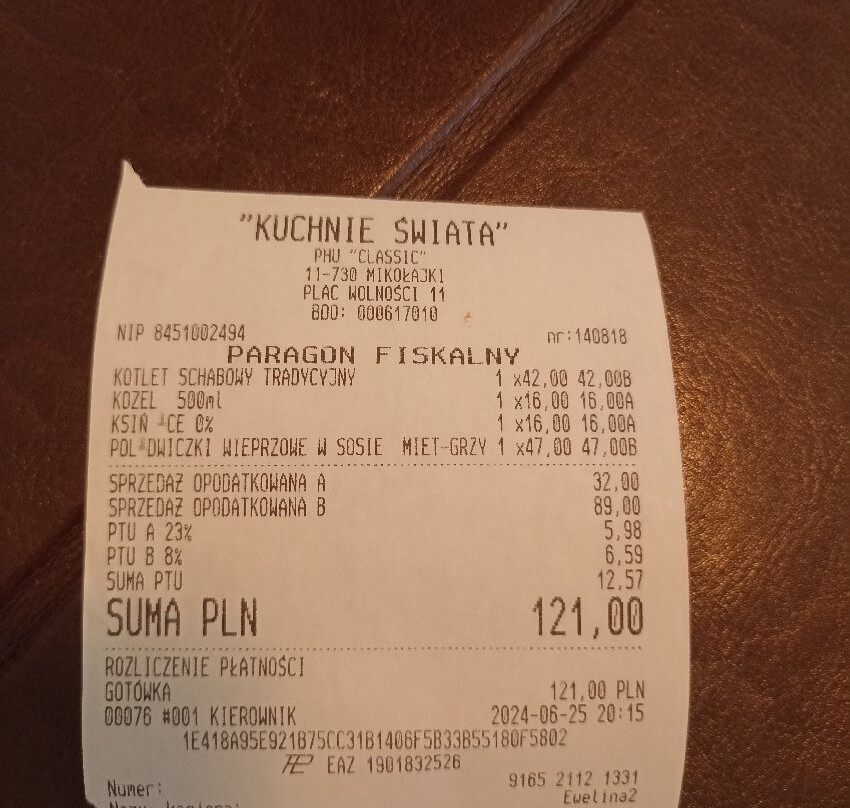 "KUCHNIE ŚWIATA"
PHU "CLASSIC"
11-730 MIKOŁAJKI
PLAC WOLNOŚCI 11
BDO: 000617010
NIP 8451002494 nr:140818
PARAGON FISKALNY
KOTLET SCHABOWY TRADYCYJNY 1 x42,00 42,00B
KOZEL 500ml 1 x16,00 16,00A
KSIŃ CE 0% 1 x16,00 16,00A
POL DWICZKI WIEPRZOWE W SOSIE MIET-GRZY 1 x47,00 47,00B
SPRZEDAŻ OPODATKOWANA A 32,00
SPRZEDAŻ OPODATKOWANA B 89,00
PTU A 23% 5,98
PTU B 8% 6,59
SUMA PTU 12,57
SUMA PLN 121,00
ROZLICZENIE PŁATNOŚCI
GOTÓWKA 121,00 PLN
00076 #001 KIEROWNIK 2024-06-25 20:15
1E418A95E921B75CC31B1406F5B33B55180F5802
EAZ 1901832526
Numer: 9165 2112 1331
Ewelina2